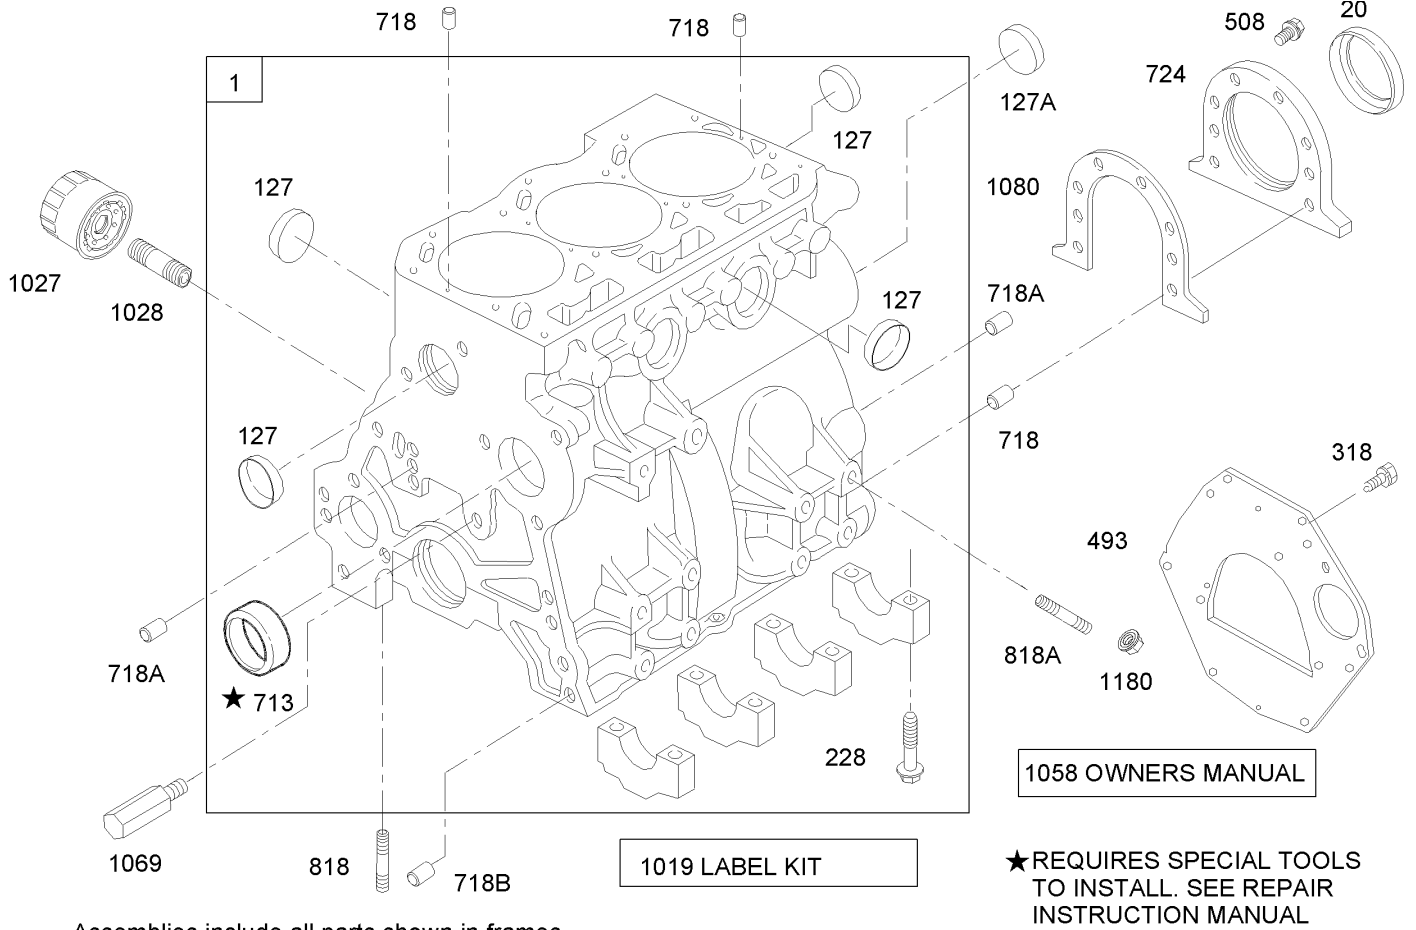 718
718
508
20
1
127A
724
127
127
1080
1027
1028
718A
127
127
718
318
493
718A
713
818A
1180
228
1058 OWNERS MANUAL
1069
818
718B
1019 LABEL KIT
★REQUIRES SPECIAL TOOLS
TO INSTALL. SEE REPAIR
INSTRUCTION MANUAL
Assemblies include all parts shown in frames